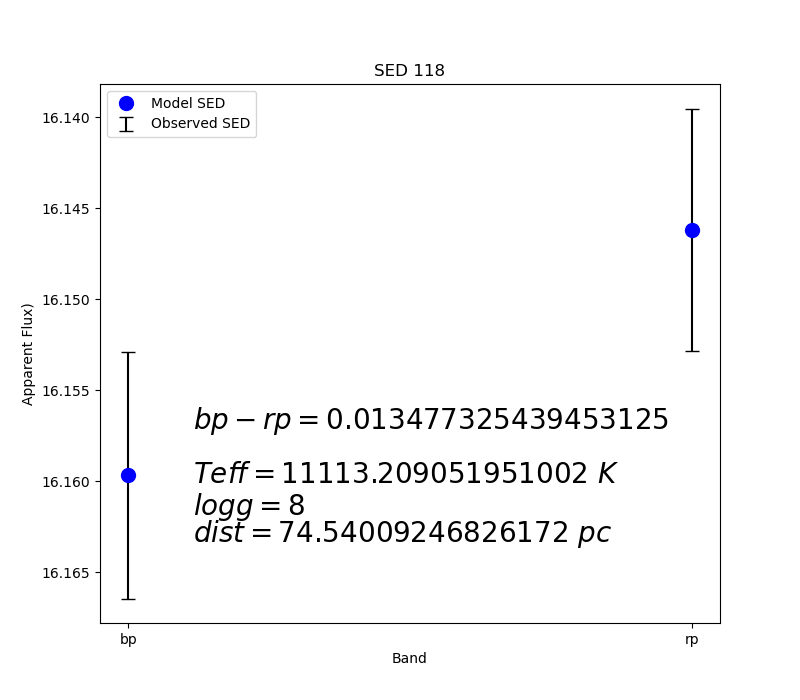 SED 118
Model SED
Observed SED
16.140
16.145
16.150
16.155
16.160
16.165
Apparent Flux)
bp − rp = 0.013477325439453125
Teff = 11113.209051951002 K
logg = 8
dist = 74.54009246826172 pc
bp
rp
Band